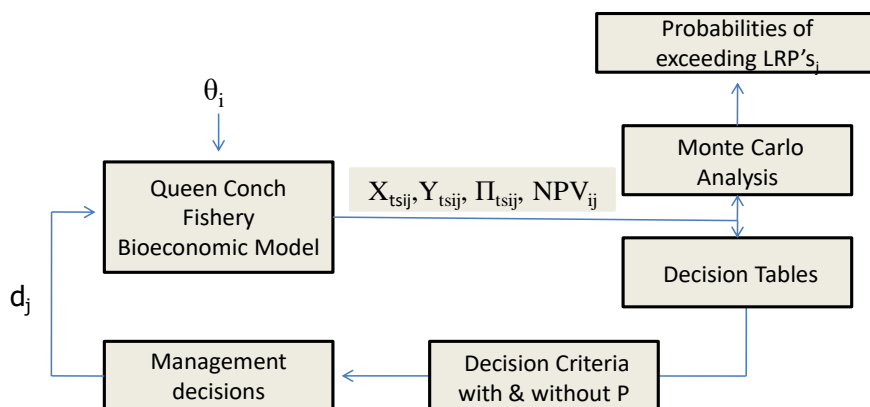 Probabilities of
exceeding LRP's_j
θ_i
Monte Carlo
Analysis
Queen Conch
Fishery
Bioeconomic Model
X_tsij, Y_tsij, Π_tsij, NPV_ij
Decision Tables
d_j
Management
decisions
Decision Criteria
with & without P